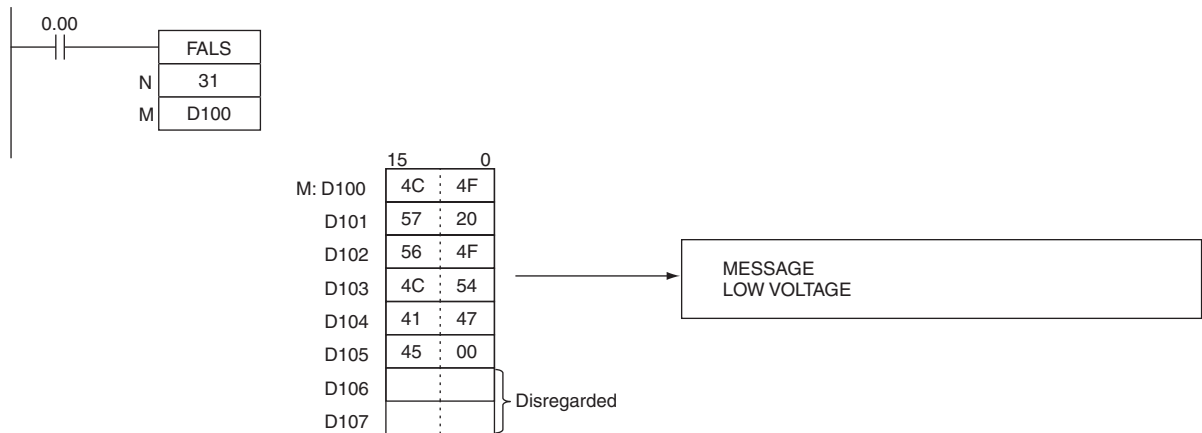 0.00
FALS
N 31
M D100
15 0
M: D100 4C 4F
D101 57 20
D102 56 4F
D103 4C 54
D104 41 47
D105 45 00
D106
D107
Disregarded
MESSAGE
LOW VOLTAGE